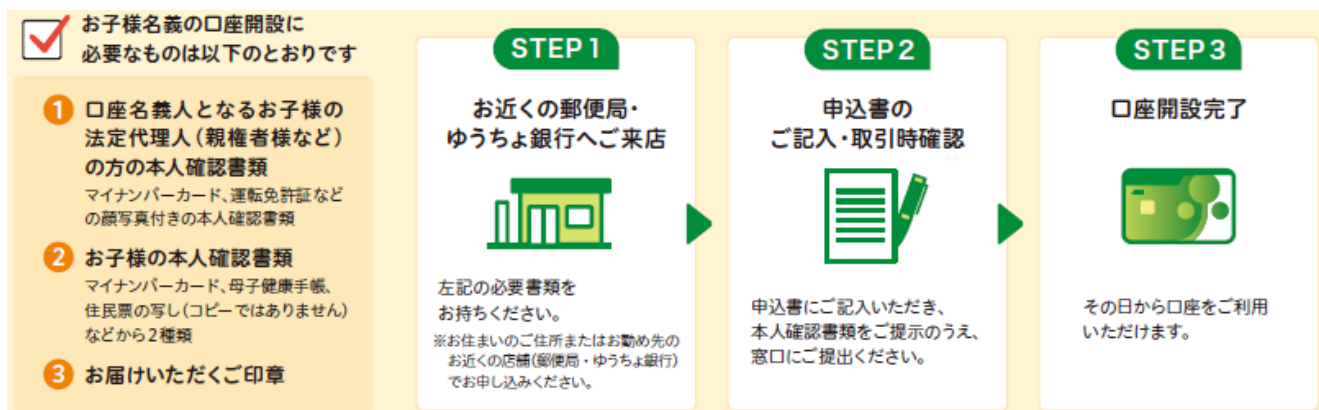 お子様名義の口座開設に
必要なものは以下のとおりです
1 口座名義人となるお子様の
法定代理人(親権者様など)
の方の本人確認書類
マイナンバーカード、運転免許証など
の顔写真付きの本人確認書類
2 お子様の本人確認書類
マイナンバーカード、母子健康手帳、
住民票の写し(コピーではありません)
などから2種類
3 お届けいただくご印章
STEP1
お近くの郵便局・
ゆうちょ銀行へご来店
左記の必要書類を
お持ちください。
※お住まいのご住所またはお勤め先の
お近くの店舗(郵便局・ゆうちょ銀行)
でお申し込みください。
STEP2
申込書の
ご記入・取引時確認
申込書にご記入いただき、
本人確認書類をご提示のうえ、
窓口にご提出ください。
STEP3
口座開設完了
その日から口座をご利用
いただけます。